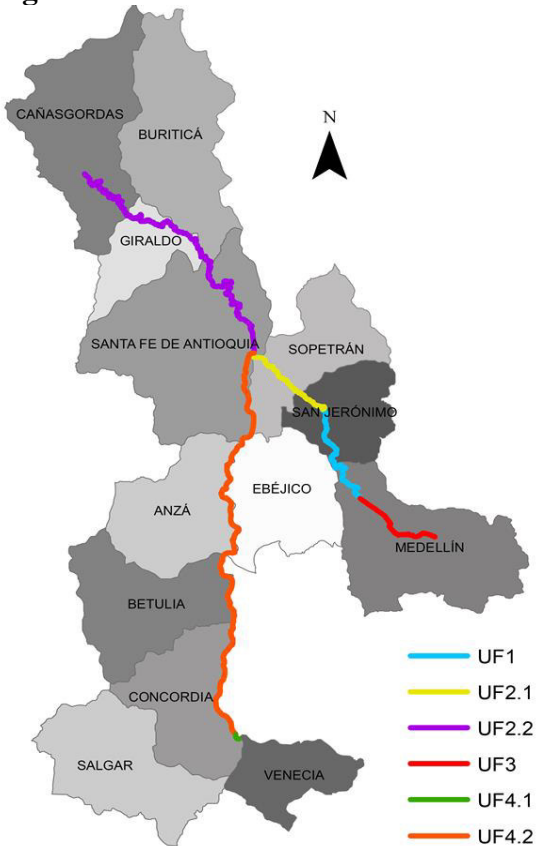 CAÑASGORDAS
N
BURITICÁ
GIRALDO
SANTA FE DE ANTIOQUIA
SOPETRÁN
SAN JERÓNIMO
EBÉJICO
ANZÁ
MEDELLÍN
BETULIA
UF1
UF2.1
CONCORDIA
UF2.2
SALGAR
UF3
VENECIA
UF4.1
UF4.2